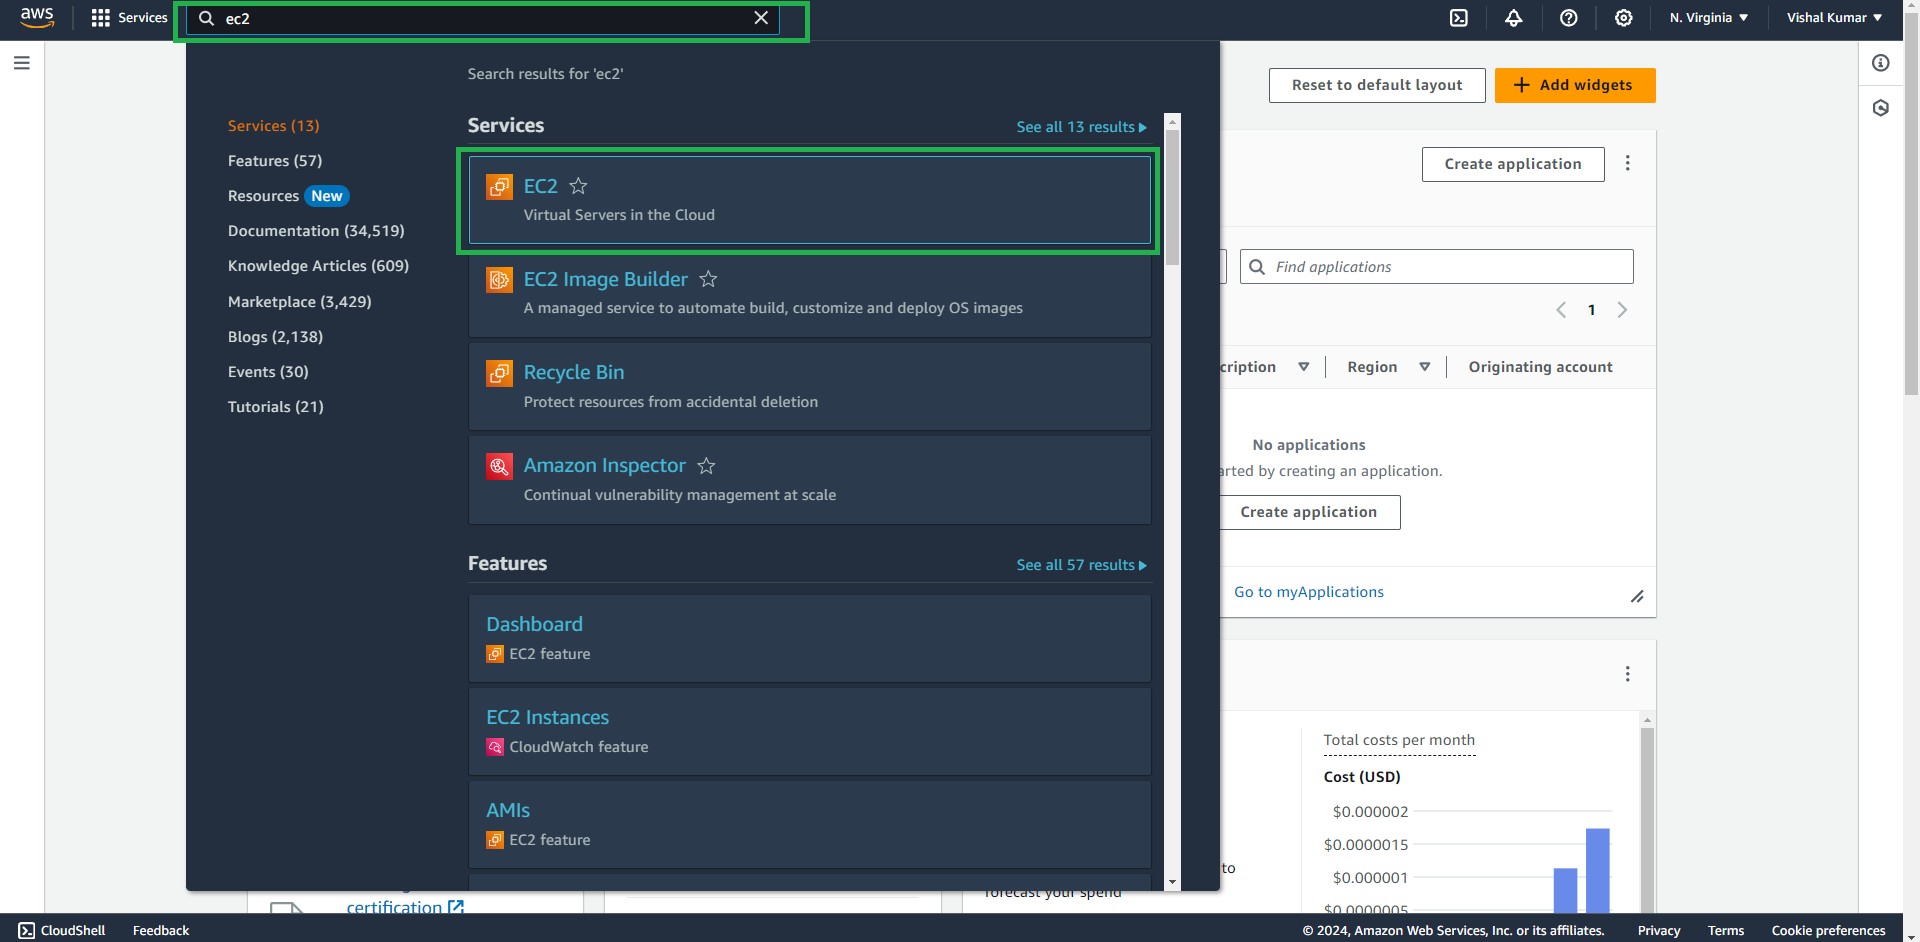 aws
Services
ec2
N. Virginia
Vishal Kumar
Search results for 'ec2'
Services (13)
Features (57)
Resources New
Documentation (34,519)
Knowledge Articles (609)
Marketplace (3,429)
Blogs (2,138)
Events (30)
Tutorials (21)
Services
See all 13 results
EC2
Virtual Servers in the Cloud
EC2 Image Builder
A managed service to automate build, customize and deploy OS images
Recycle Bin
Protect resources from accidental deletion
Amazon Inspector
Continual vulnerability management at scale
Features
See all 57 results
Dashboard
EC2 feature
EC2 Instances
CloudWatch feature
AMIs
EC2 feature
Reset to default layout
Add widgets
Create application
Find applications
1
cription
Region
Originating account
No applications
arted by creating an application.
Create application
Go to myApplications
Total costs per month
Cost (USD)
$0.000002
$0.0000015
$0.000001
$0.0000005
to
forecast your spend
certification
CloudShell
Feedback
© 2024, Amazon Web Services, Inc. or its affiliates.
Privacy
Terms
Cookie preferences